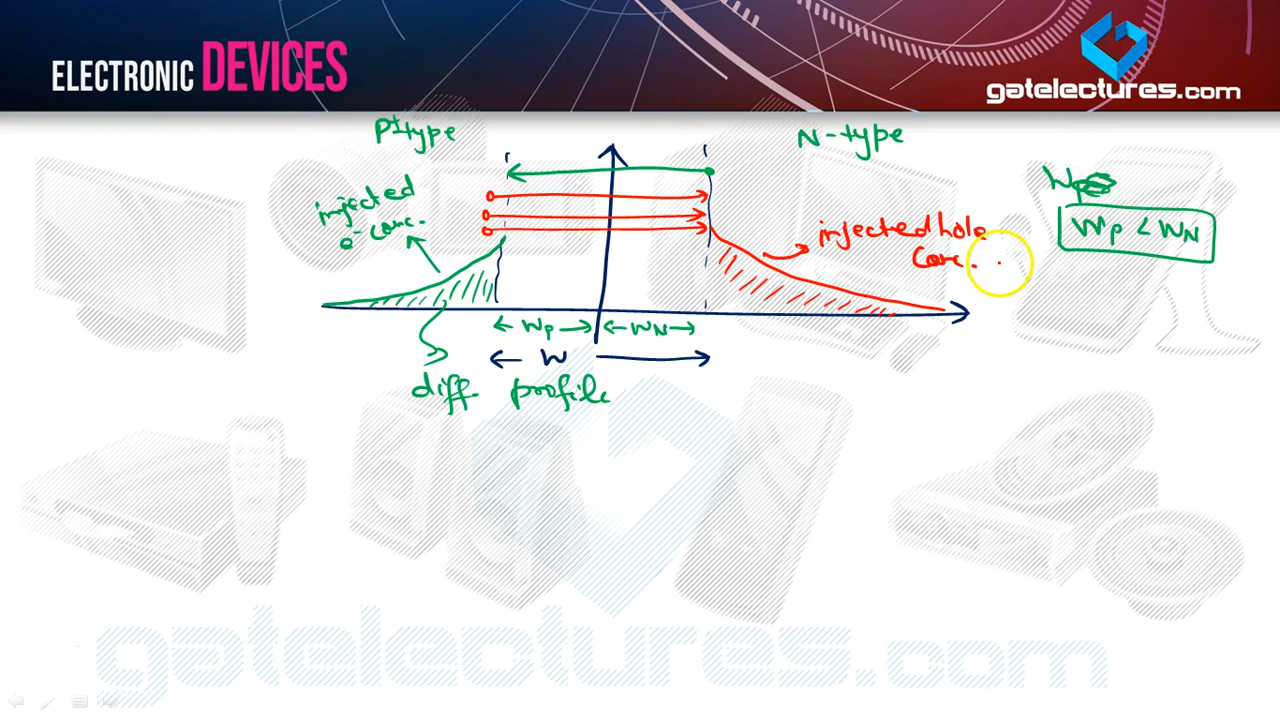 ELECTRONIC DEVICES
gatelectures.com
P+type
N-type
injected
e- conc.
injected hole
conc.
Wp
Wp < WN
Wp
WN
W
diff. profile
gatelectures.com